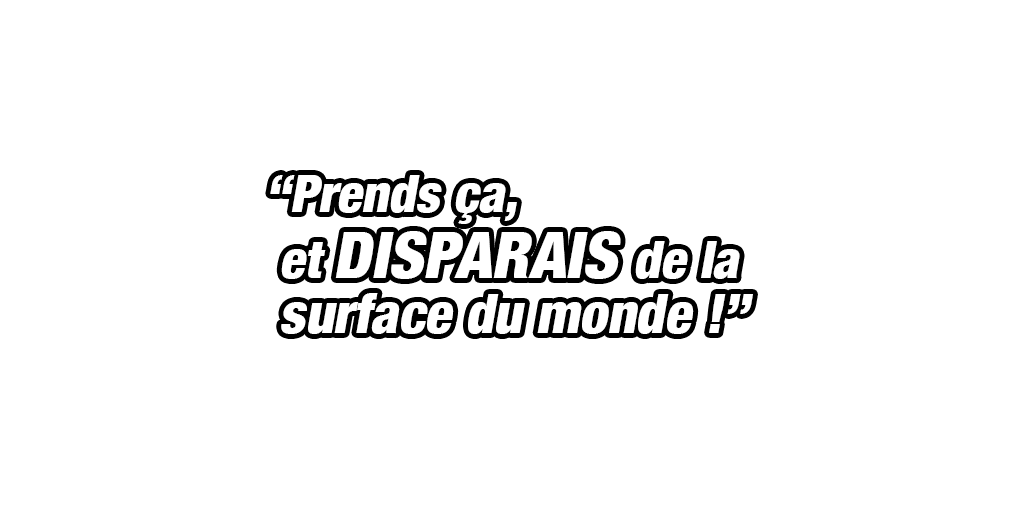 “Prends ça,
et DISPARAIS de la
surface du monde !”